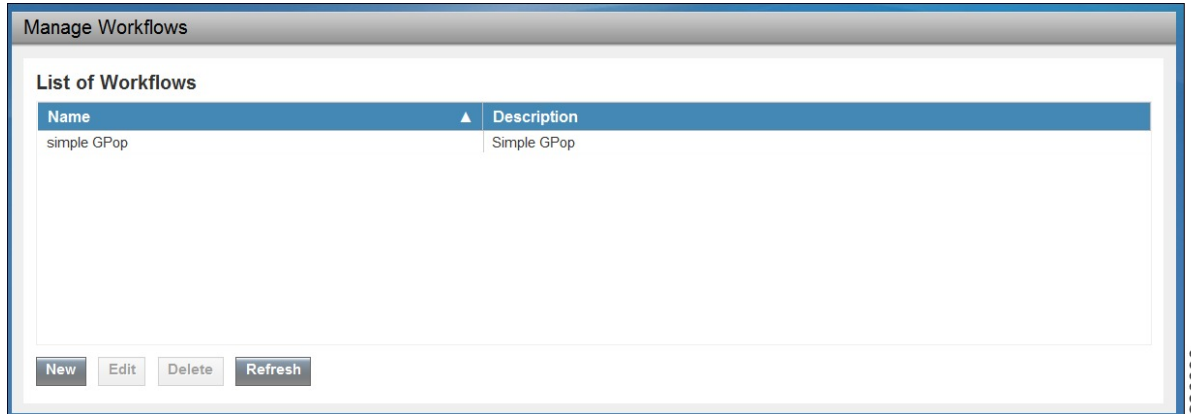 Manage Workflows
List of Workflows
Name ▲ Description
simple GPop Simple GPop
New Edit Delete Refresh